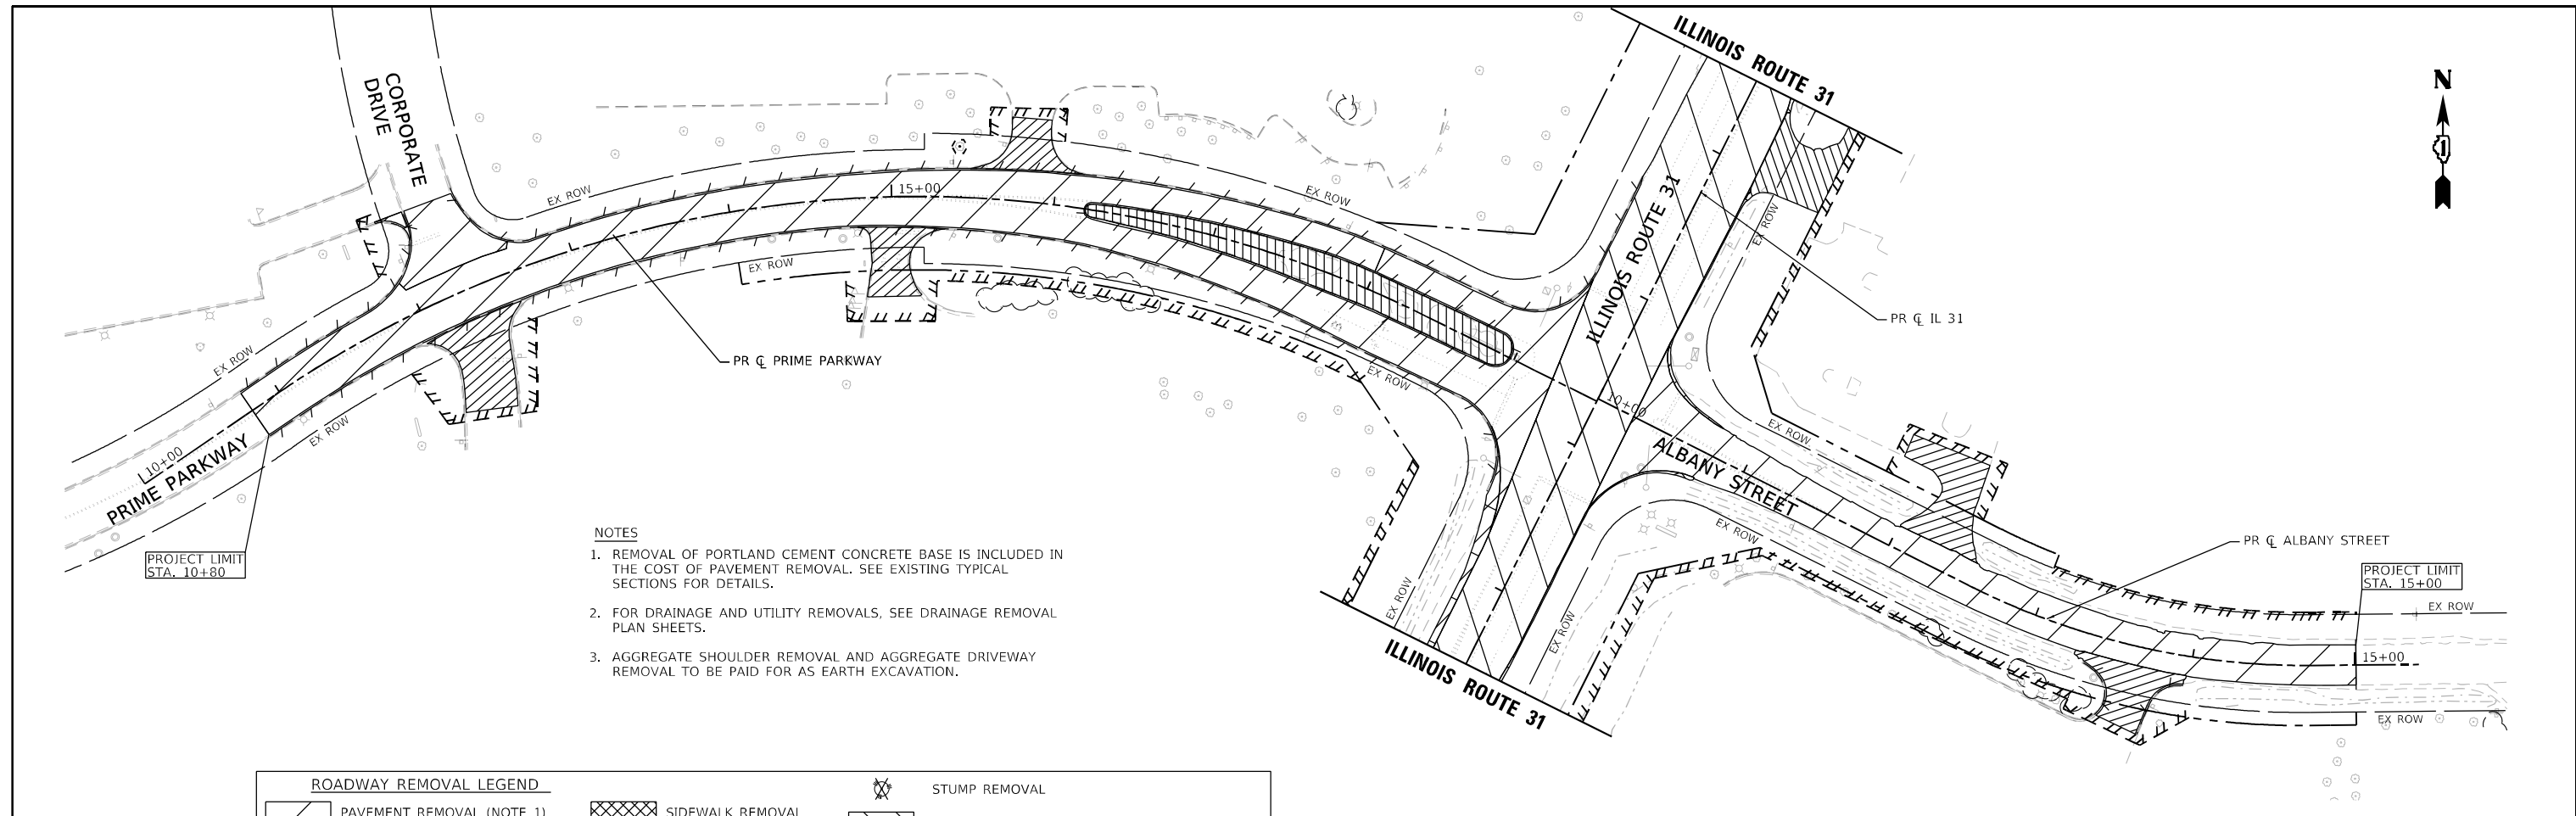 ILLINOIS ROUTE 31
N
1
CORPORATE
DRIVE
EX ROW
15+00
EX ROW
EX ROW
ILLINOIS ROUTE 31
EX ROW
PR ℄ IL 31
PR ℄ PRIME PARKWAY
EX ROW
EX ROW
10+00
EX ROW
EX ROW
ALBANY STREET
10+00
PRIME PARKWAY
PROJECT LIMIT
STA. 10+80
EX ROW
PR ℄ ALBANY STREET
PROJECT LIMIT
STA. 15+00
EX ROW
15+00
EX ROW
EX ROW
EX ROW
ILLINOIS ROUTE 31
NOTES
1. REMOVAL OF PORTLAND CEMENT CONCRETE BASE IS INCLUDED IN
THE COST OF PAVEMENT REMOVAL. SEE EXISTING TYPICAL
SECTIONS FOR DETAILS.
2. FOR DRAINAGE AND UTILITY REMOVALS, SEE DRAINAGE REMOVAL
PLAN SHEETS.
3. AGGREGATE SHOULDER REMOVAL AND AGGREGATE DRIVEWAY
REMOVAL TO BE PAID FOR AS EARTH EXCAVATION.
ROADWAY REMOVAL LEGEND
STUMP REMOVAL
PAVEMENT REMOVAL (NOTE 1)
SIDEWALK REMOVAL